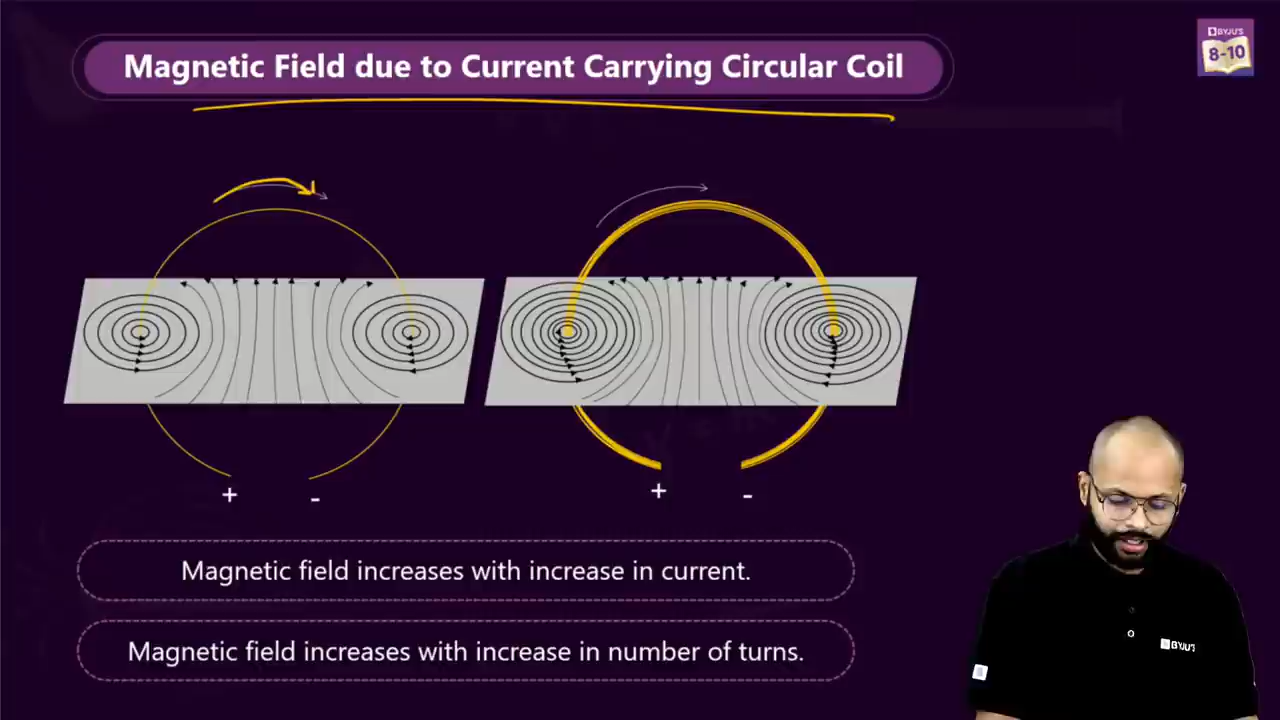 Magnetic Field due to Current Carrying Circular Coil
BYJU'S
8-10
+ -
+ -
Magnetic field increases with increase in current.
Magnetic field increases with increase in number of turns.
BYJU'S